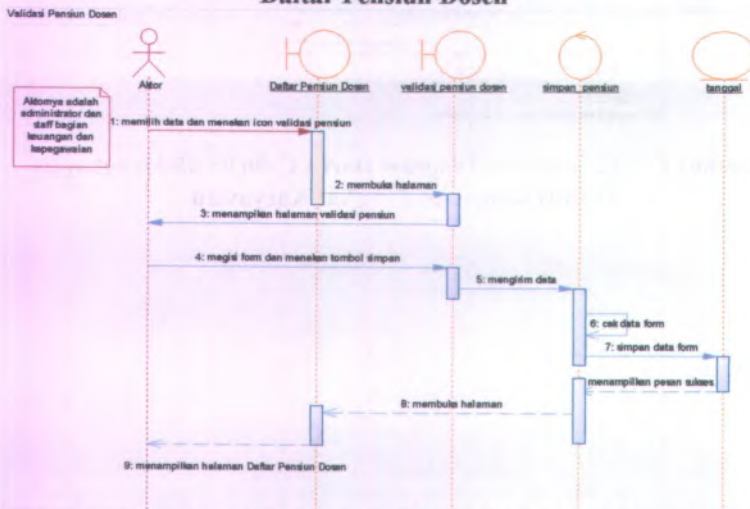 Daftar Pensiun Dosen
Validasi Pensiun Dosen
Aktor
Daftar Pensiun Dosen
validasi pensiun dosen
simpan_pensiun
tanggal
Aktornya adalah
administrator dan
staff bagian
keuangan dan
kepegawaian
1: memilih data dan menekan icon validasi pensiun
2: membuka halaman
3: menampilkan halaman validasi pensiun
4: megisi form dan menekan tombol simpan
5: mengirim data
6: cek data form
7: simpan data form
menampilkan pesan sukses
8: membuka halaman
9: menampilkan halaman Daftar Pensiun Dosen